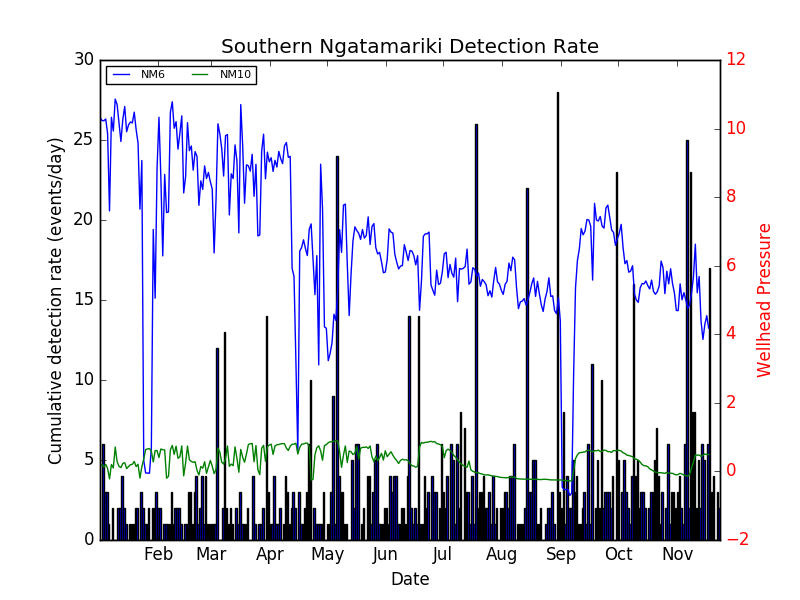 Southern Ngatamariki Detection Rate
NM6 NM10
Cumulative detection rate (events/day)
30
25
20
15
10
5
0
12
10
8
6
4
2
0
−2
Wellhead Pressure
Feb Mar Apr May Jun Jul Aug Sep Oct Nov
Date